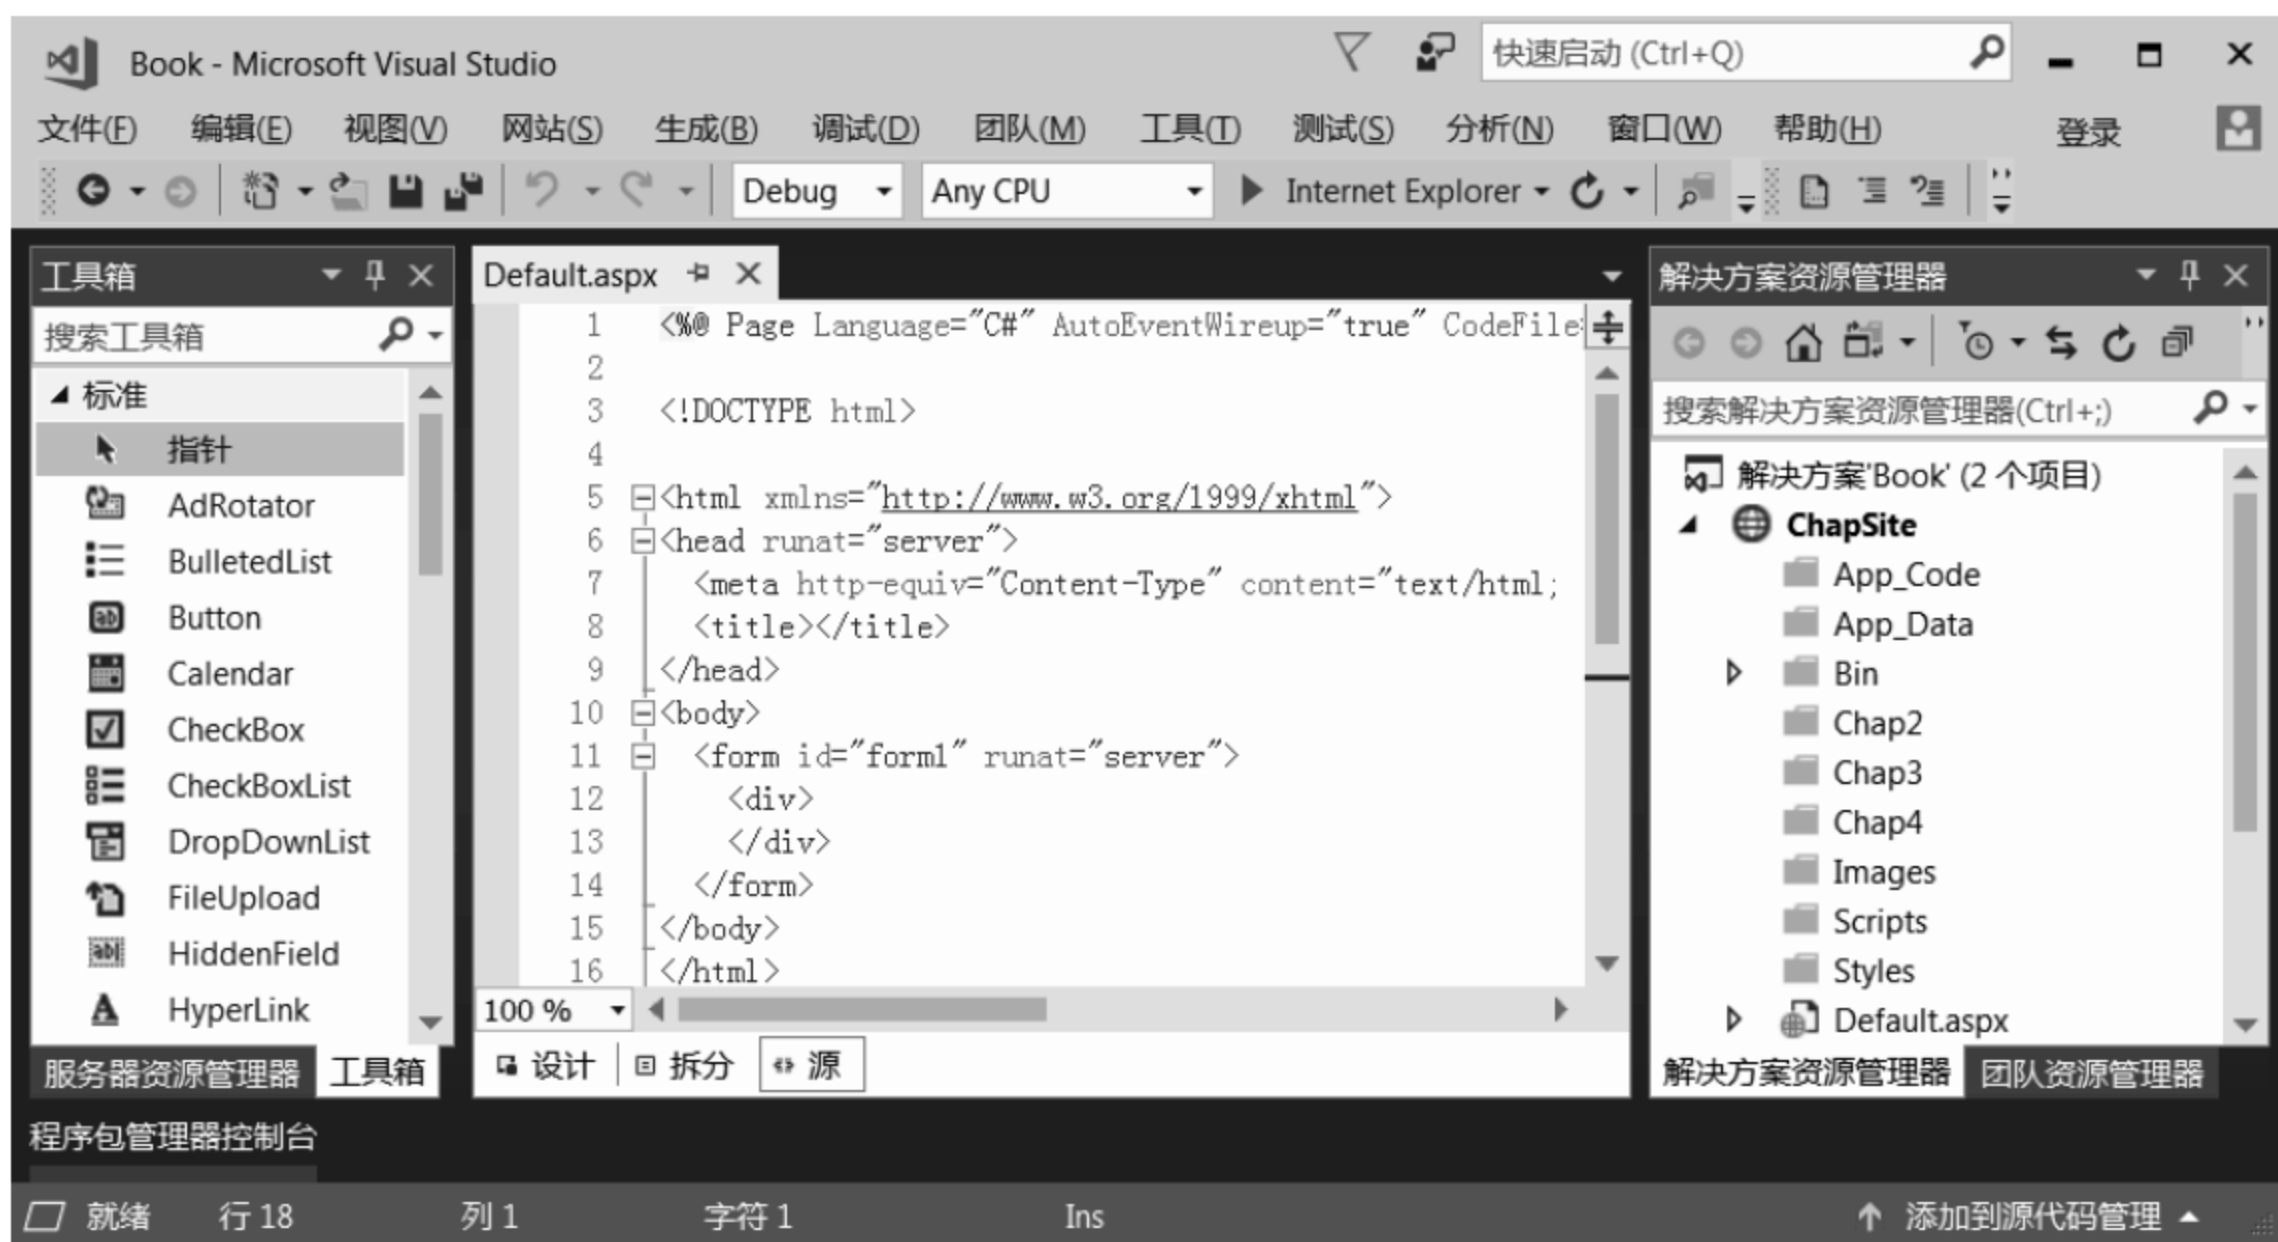 Book - Microsoft Visual Studio
快速启动 (Ctrl+Q)
文件(F) 编辑(E) 视图(V) 网站(S) 生成(B) 调试(D) 团队(M) 工具(T) 测试(S) 分析(N) 窗口(W) 帮助(H) 登录
Debug Any CPU Internet Explorer
工具箱
搜索工具箱
标准
指针
AdRotator
BulletedList
Button
Calendar
CheckBox
CheckBoxList
DropDownList
FileUpload
HiddenField
HyperLink
服务器资源管理器 工具箱
Default.aspx
1 <%@ Page Language="C#" AutoEventWireup="true" CodeFile
2
3 <!DOCTYPE html>
4
5 <html xmlns="http://www.w3.org/1999/xhtml">
6 <head runat="server">
7 <meta http-equiv="Content-Type" content="text/html;
8 <title></title>
9 </head>
10 <body>
11 <form id="form1" runat="server">
12 <div>
13 </div>
14 </form>
15 </body>
16 </html>
100 %
设计 拆分 源
解决方案资源管理器
搜索解决方案资源管理器(Ctrl+;)
解决方案'Book' (2 个项目)
ChapSite
App_Code
App_Data
Bin
Chap2
Chap3
Chap4
Images
Scripts
Styles
Default.aspx
解决方案资源管理器 团队资源管理器
程序包管理器控制台
就绪 行 18 列 1 字符 1 Ins 添加到源代码管理